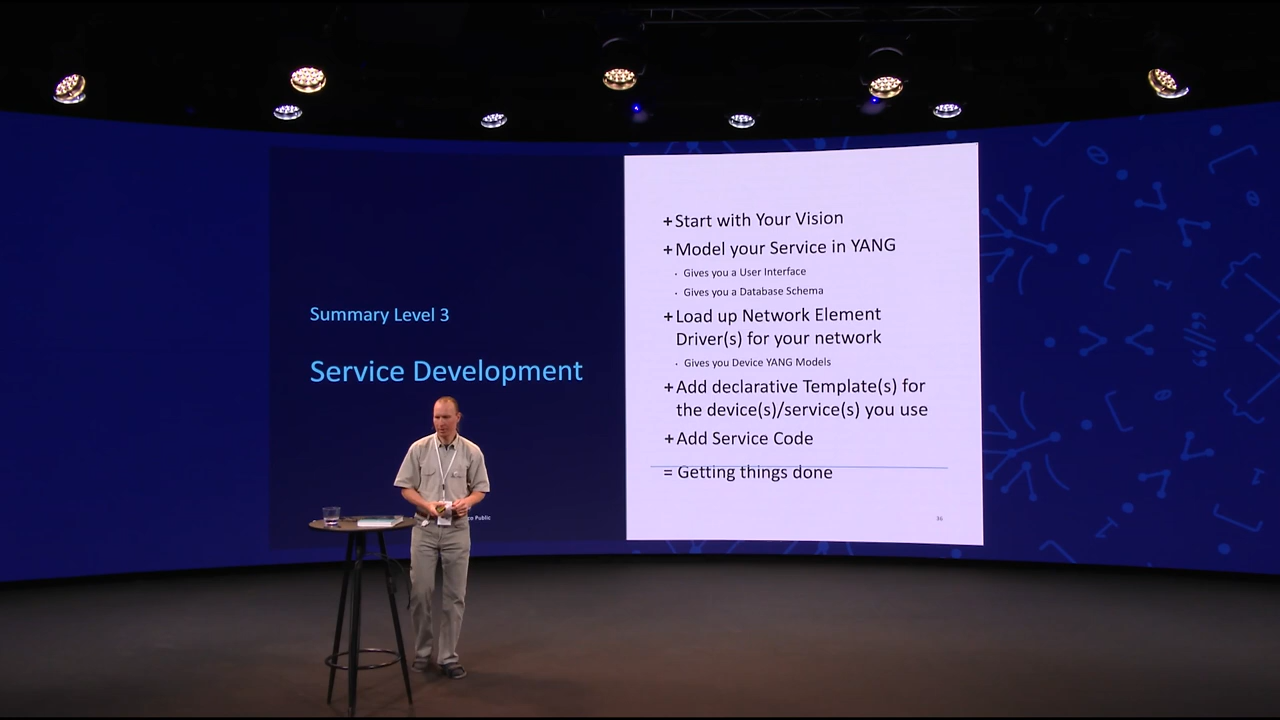 Summary Level 3
Service Development
Public
+ Start with Your Vision
+ Model your Service in YANG
· Gives you a User Interface
· Gives you a Database Schema
+ Load up Network Element
Driver(s) for your network
· Gives you Device YANG Models
+ Add declarative Template(s) for
the device(s)/service(s) you use
+ Add Service Code
= Getting things done
36